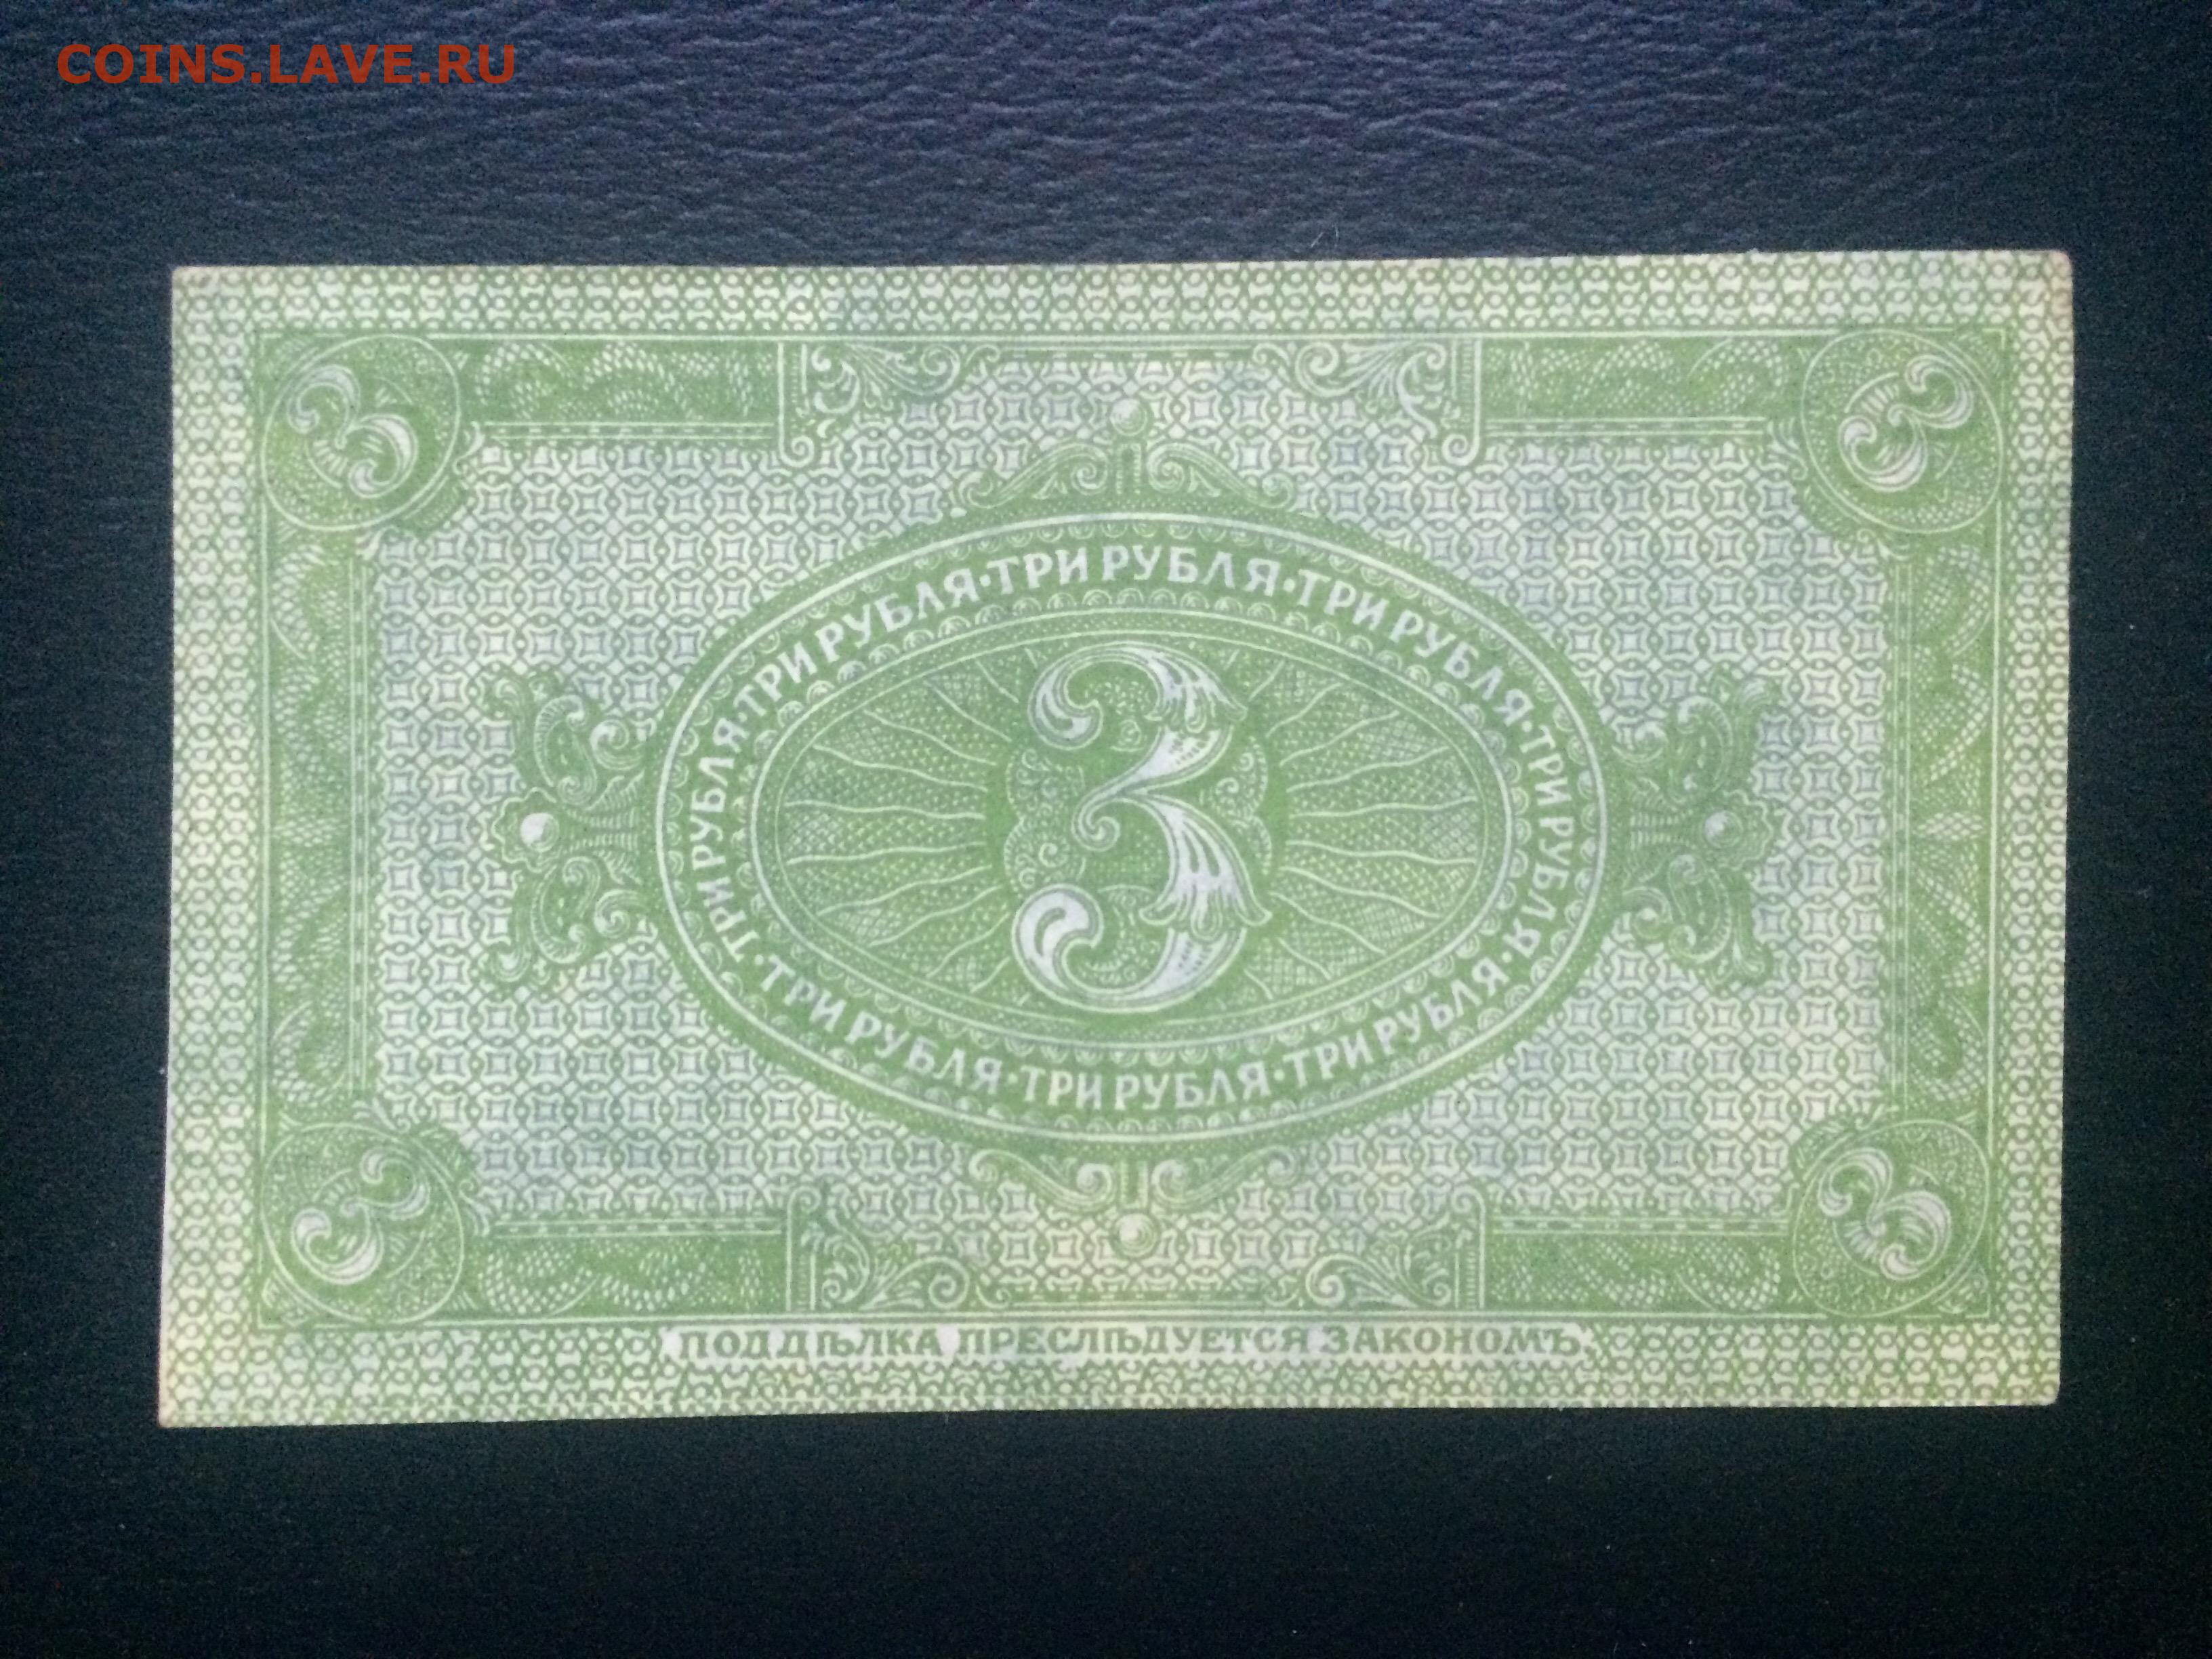 COINS.LAVE.RU
3 3
ТРИ РУБЛЯ · ТРИ РУБЛЯ · ТРИ РУБЛЯ · ТРИ РУБЛЯ · ТРИ РУБЛЯ · ТРИ РУБЛЯ · ТРИ РУБЛЯ · ТРИ РУБЛЯ ·
3
3 3
ПОДДѢЛКА ПРЕСЛѢДУЕТСЯ ЗАКОНОМЪ.